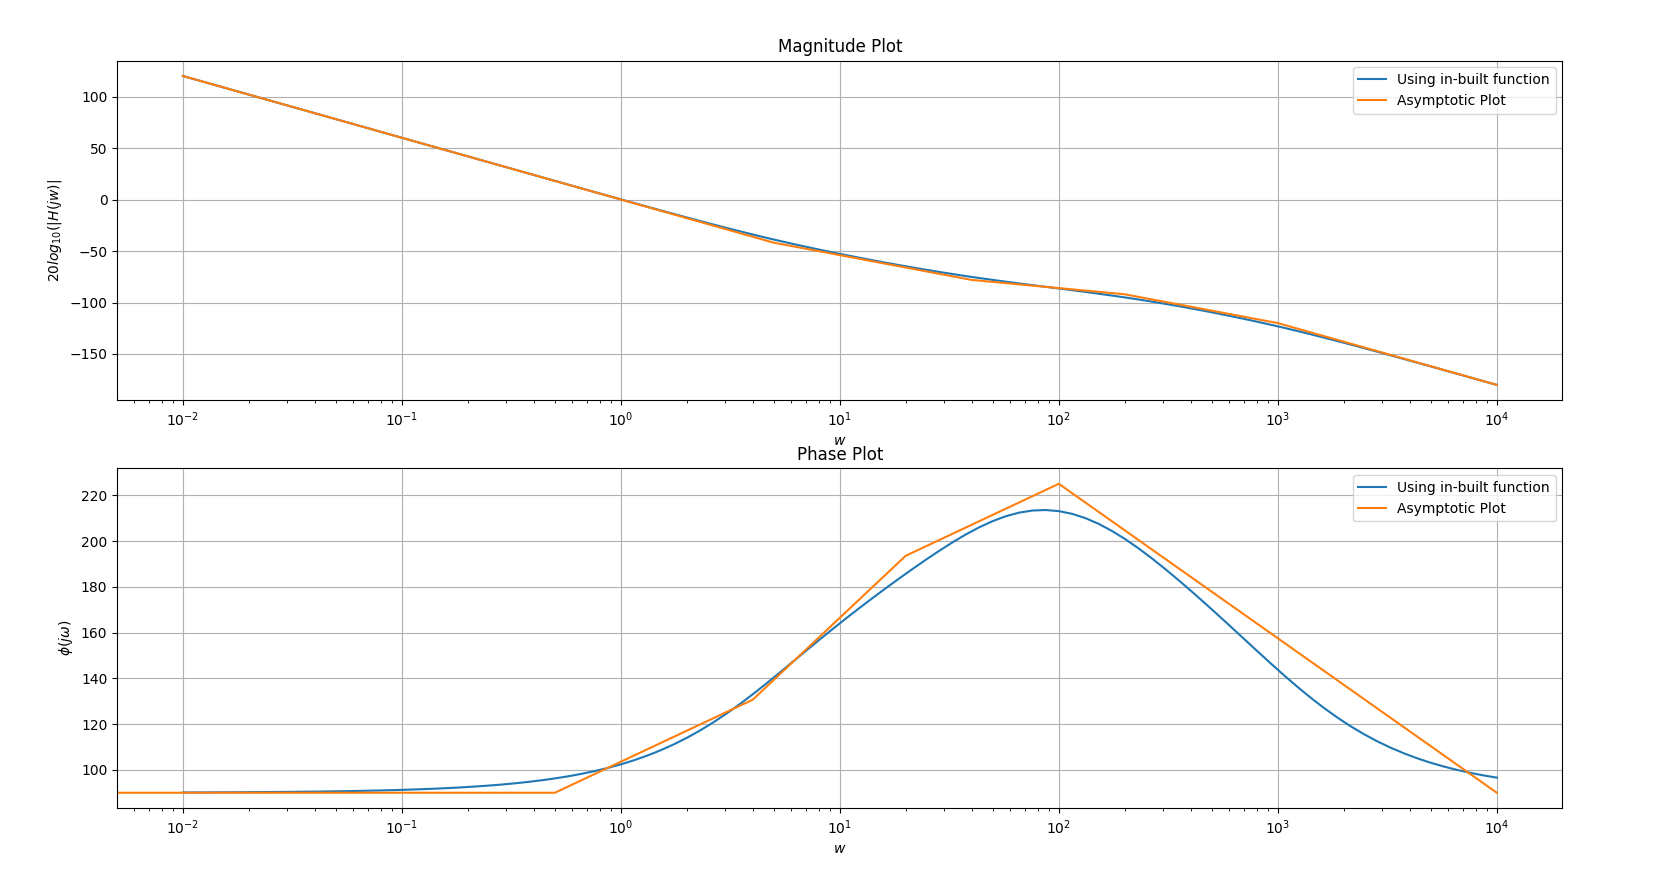 Magnitude Plot
Using in-built function
Asymptotic Plot
20log₁₀(|H(jw)|
100
50
0
−50
−100
−150
10⁻² 10⁻¹ 10⁰ 10¹ 10² 10³ 10⁴
w
Phase Plot
Using in-built function
Asymptotic Plot
ϕ(jω)
220
200
180
160
140
120
100
10⁻² 10⁻¹ 10⁰ 10¹ 10² 10³ 10⁴
w